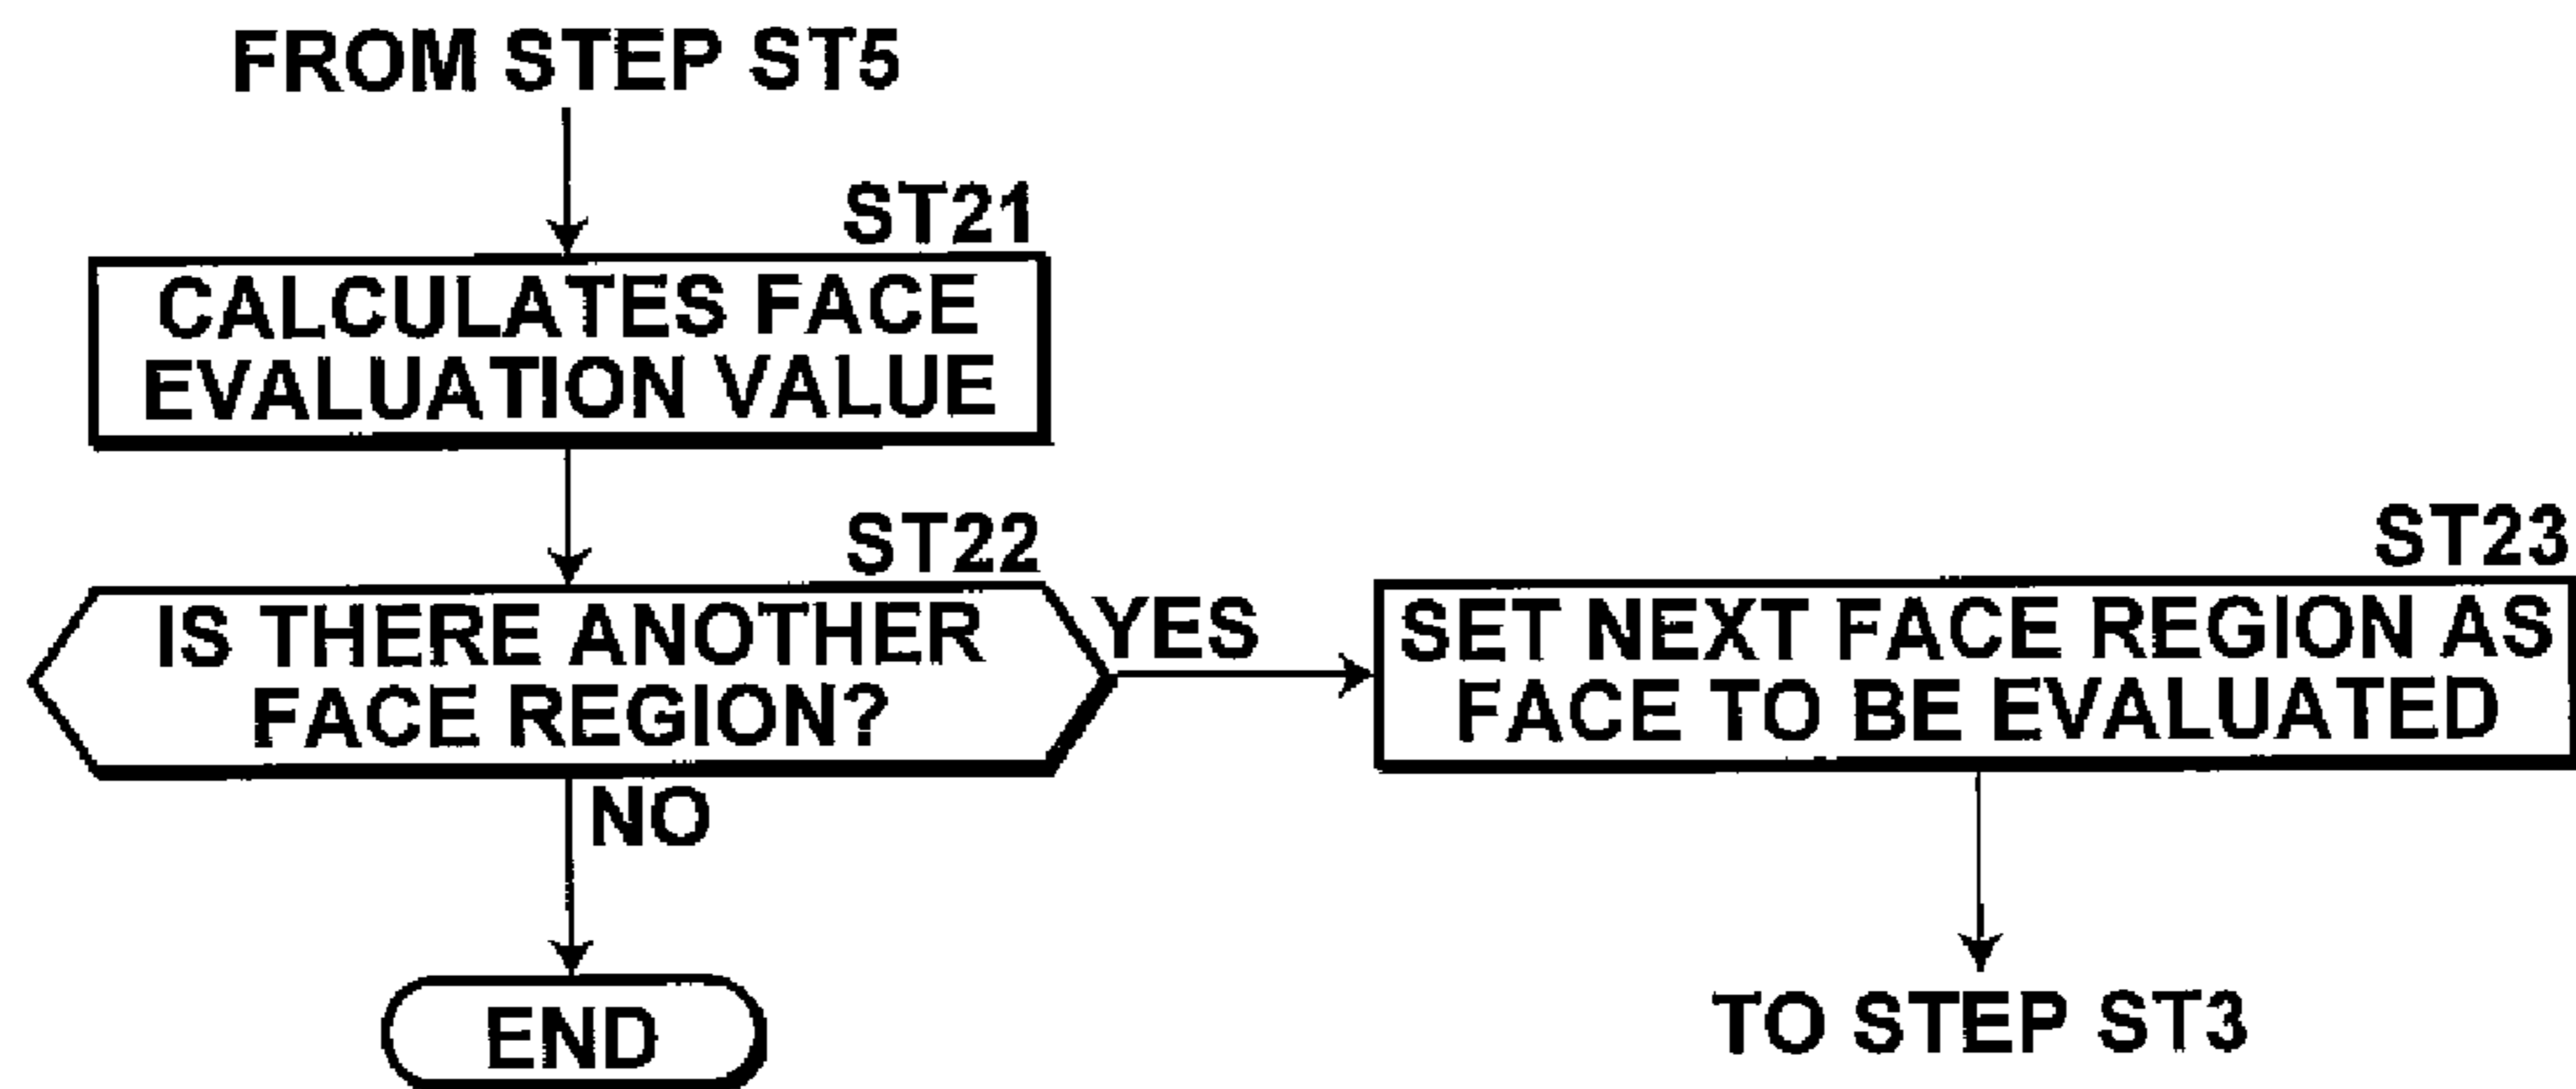 FROM STEP ST5
ST21
CALCULATES FACE
EVALUATION VALUE
ST22
IS THERE ANOTHER
FACE REGION?
YES
NO
END
ST23
SET NEXT FACE REGION AS
FACE TO BE EVALUATED
TO STEP ST3